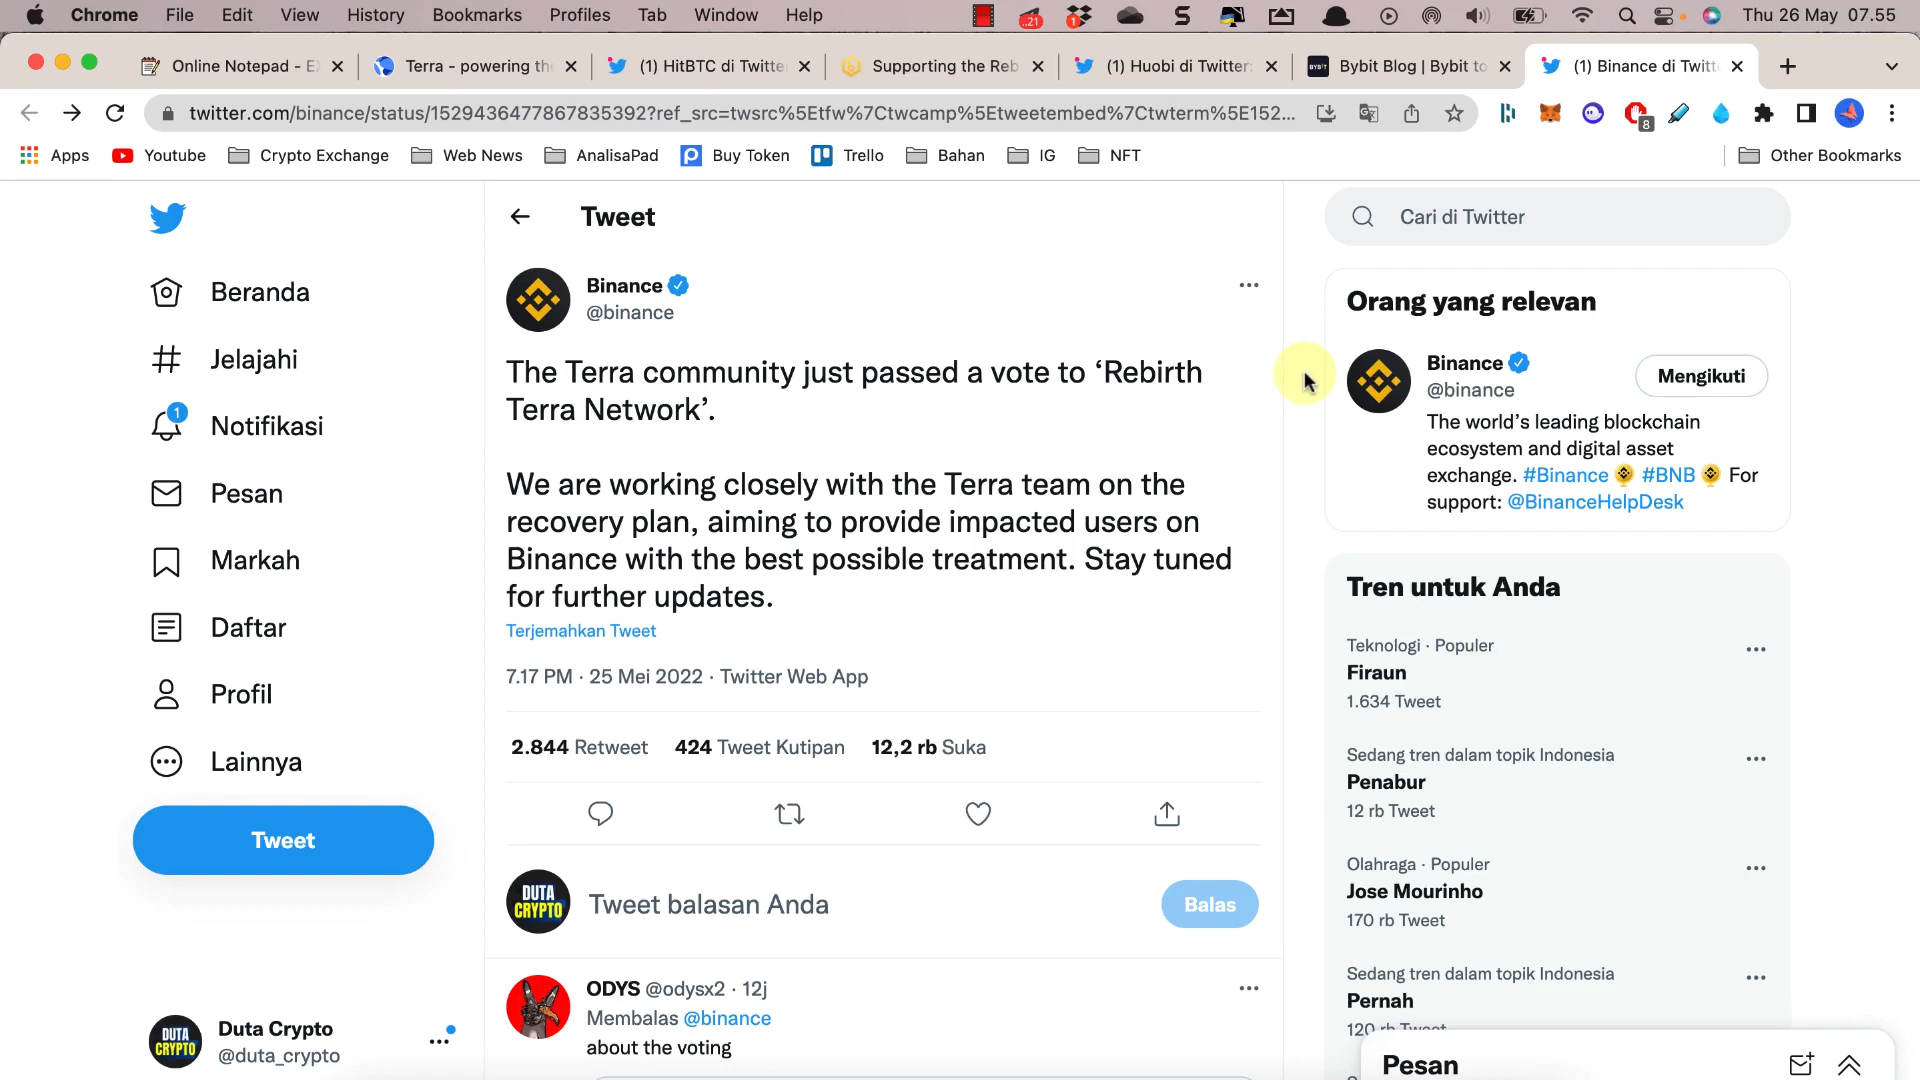 Chrome File Edit View History Bookmarks Profiles Tab Window Help
..21
1
Thu 26 May 07.55
Online Notepad - E
Terra - powering th
(1) HitBTC di Twitte
Supporting the Reb
(1) Huobi di Twitter:
Bybit Blog | Bybit to
(1) Binance di Twitt
twitter.com/binance/status/1529436477867835392?ref_src=twsrc%5Etfw%7Ctwcamp%5Etweetembed%7Ctwterm%5E152...
8
Apps Youtube Crypto Exchange Web News AnalisaPad Buy Token Trello Bahan IG NFT Other Bookmarks
Beranda
Jelajahi
1
Notifikasi
Pesan
Markah
Daftar
Profil
Lainnya
Tweet
DUTA
CRYPTO
Duta Crypto
@duta_crypto
Tweet
Binance
@binance
The Terra community just passed a vote to ‘Rebirth
Terra Network’.
We are working closely with the Terra team on the
recovery plan, aiming to provide impacted users on
Binance with the best possible treatment. Stay tuned
for further updates.
Terjemahkan Tweet
7.17 PM · 25 Mei 2022 · Twitter Web App
2.844 Retweet 424 Tweet Kutipan 12,2 rb Suka
DUTA
CRYPTO
Tweet balasan Anda
Balas
ODYS @odysx2 · 12j
Membalas @binance
about the voting
Cari di Twitter
Orang yang relevan
Binance
@binance
Mengikuti
The world’s leading blockchain
ecosystem and digital asset
exchange. #Binance #BNB For
support: @BinanceHelpDesk
Tren untuk Anda
Teknologi · Populer
Firaun
1.634 Tweet
Sedang tren dalam topik Indonesia
Penabur
12 rb Tweet
Olahraga · Populer
Jose Mourinho
170 rb Tweet
Sedang tren dalam topik Indonesia
Pernah
120 rb Tweet
Pesan